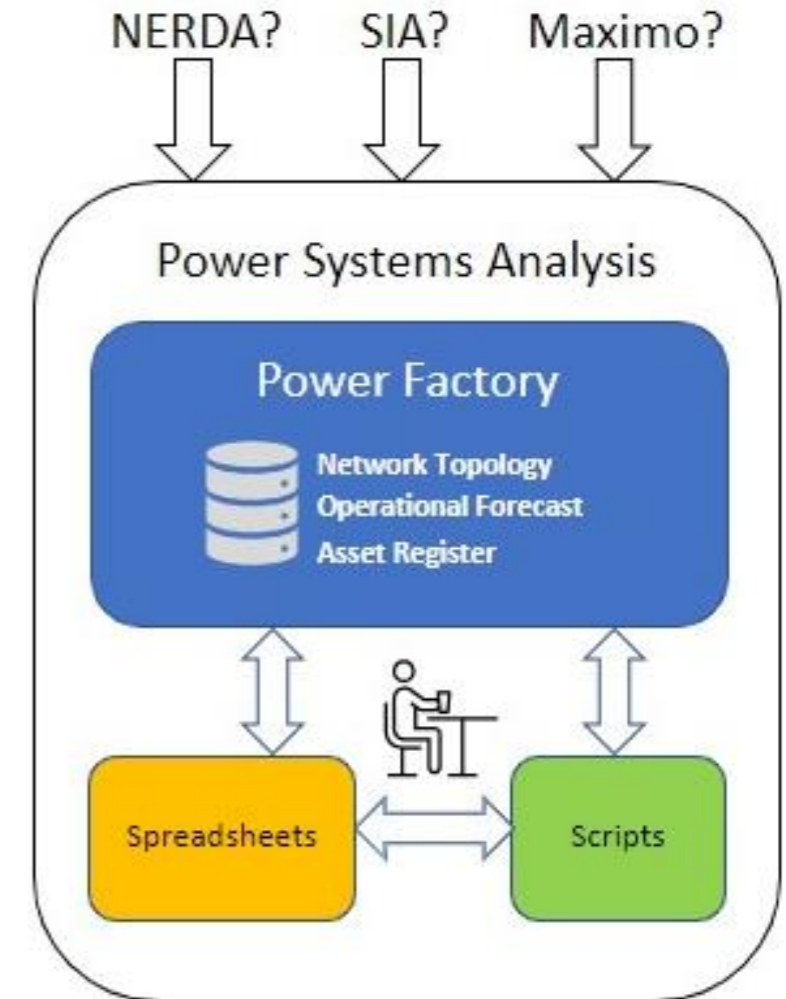 NERDA? SIA? Maximo?
Power Systems Analysis
Power Factory
Network Topology
Operational Forecast
Asset Register
Spreadsheets
Scripts